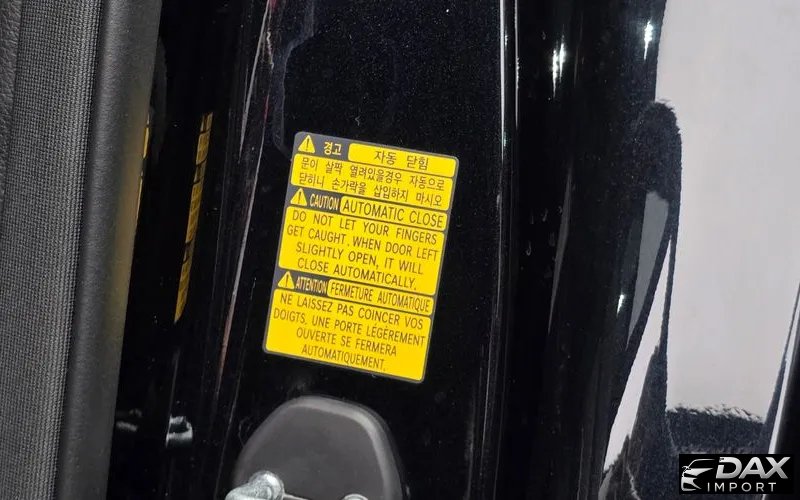 경고 자동 닫힘
문이 살짝 열려있을경우 자동으로
닫히니 손가락을 삽입하지 마시오
CAUTION AUTOMATIC CLOSE
DO NOT LET YOUR FINGERS
GET CAUGHT. WHEN DOOR LEFT
SLIGHTLY OPEN, IT WILL
CLOSE AUTOMATICALLY.
ATTENTION FERMETURE AUTOMATIQUE
NE LAISSEZ PAS COINCER VOS
DOIGTS. UNE PORTE LÉGÈREMENT
OUVERTE SE FERMERA
AUTOMATIQUEMENT.
DAX
IMPORT